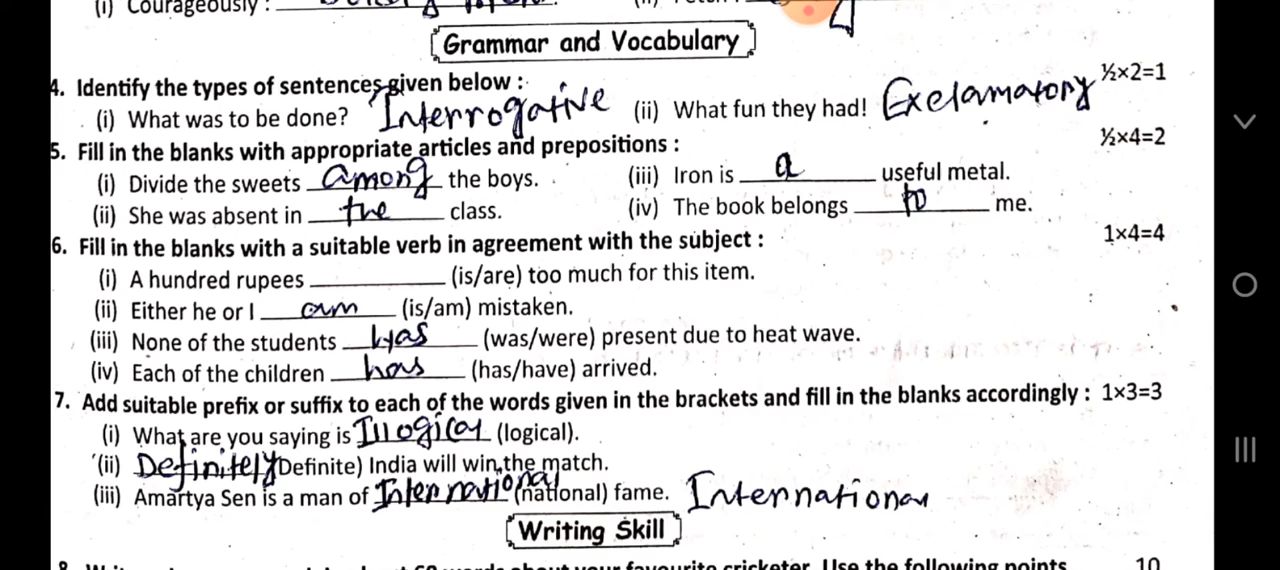 (i) Courageously :
Grammar and Vocabulary
4. Identify the types of sentences, given below : ½×2=1
(i) What was to be done? Interrogative (ii) What fun they had! Exclamatory
5. Fill in the blanks with appropriate articles and prepositions : ½×4=2
(i) Divide the sweets among the boys. (iii) Iron is a useful metal.
(ii) She was absent in the class. (iv) The book belongs to me.
6. Fill in the blanks with a suitable verb in agreement with the subject : 1×4=4
(i) A hundred rupees ________ (is/are) too much for this item.
(ii) Either he or I am (is/am) mistaken.
(iii) None of the students was (was/were) present due to heat wave.
(iv) Each of the children has (has/have) arrived.
7. Add suitable prefix or suffix to each of the words given in the brackets and fill in the blanks accordingly : 1×3=3
(i) What are you saying is Illogical (logical).
(ii) Definitely (Definite) India will win the match.
(iii) Amartya Sen is a man of International (national) fame. International
Writing Skill
favourite cricketer. Use the following points 10